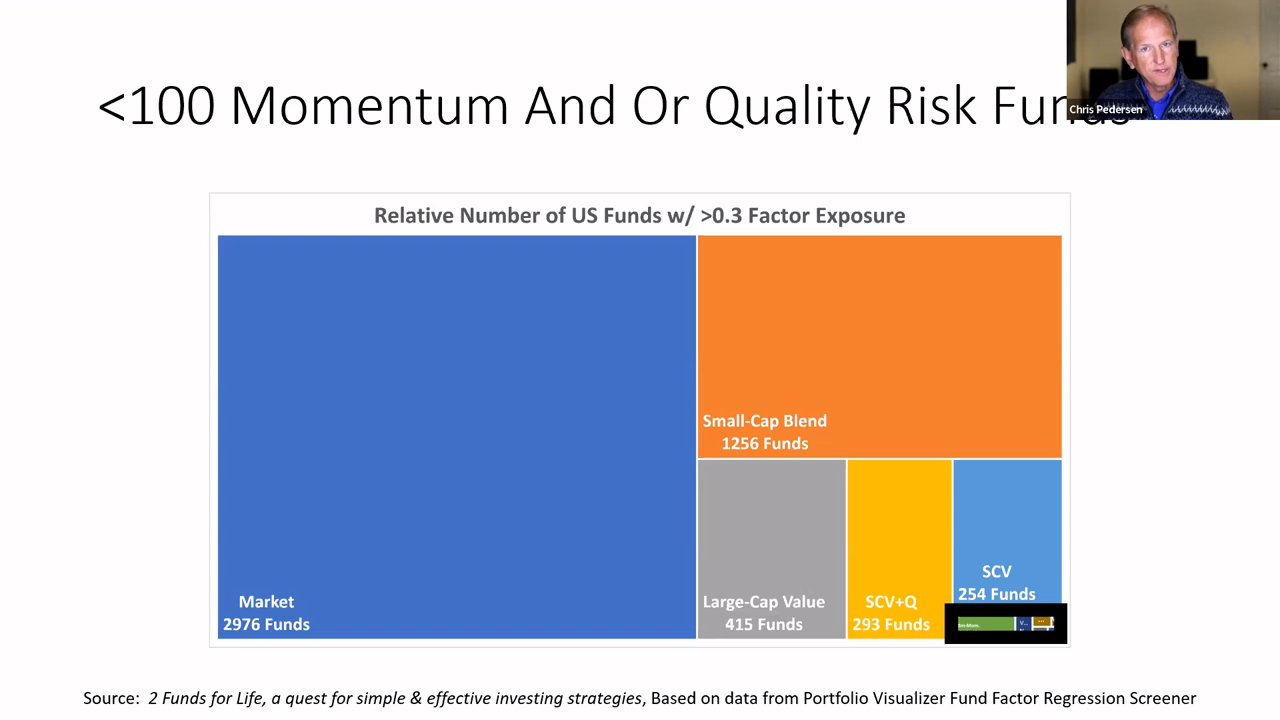 <100 Momentum And Or Quality Risk Funds
Chris Pedersen
Relative Number of US Funds w/ >0.3 Factor Exposure
Small-Cap Blend
1256 Funds
Market
2976 Funds
Large-Cap Value
415 Funds
SCV+Q
293 Funds
SCV
254 Funds
Source: 2 Funds for Life, a quest for simple & effective investing strategies, Based on data from Portfolio Visualizer Fund Factor Regression Screener